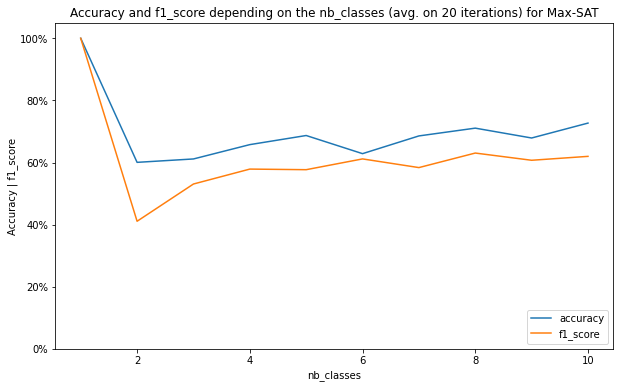 Accuracy and f1_score depending on the nb_classes (avg. on 20 iterations) for Max-SAT
Accuracy | f1_score
100%
80%
60%
40%
20%
0%
2
4
6
8
10
nb_classes
accuracy
f1_score